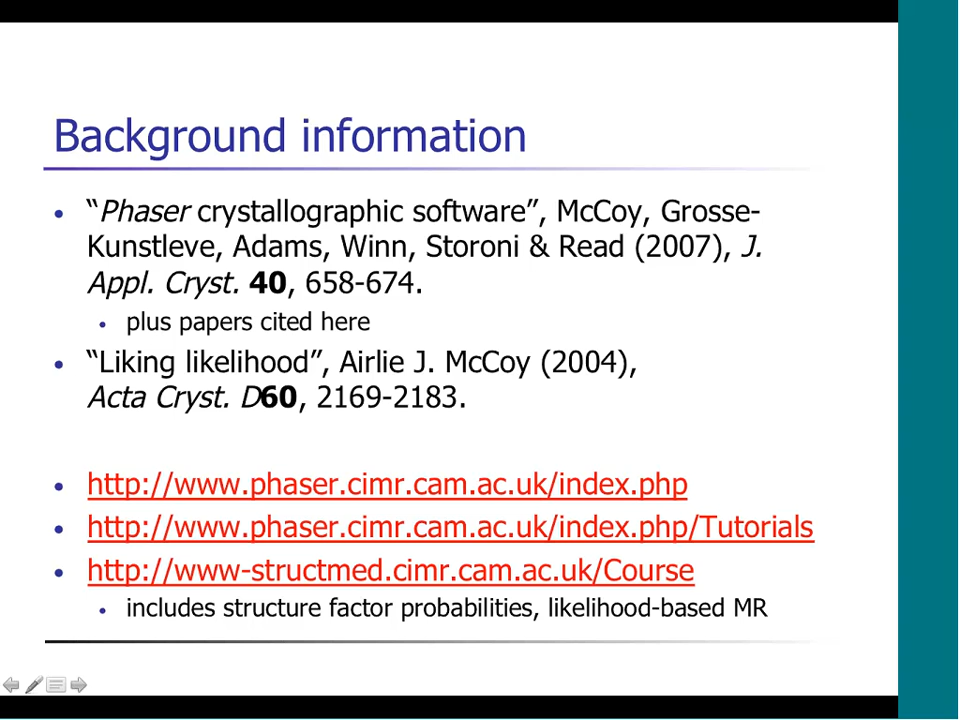 Background information
• “Phaser crystallographic software”, McCoy, Grosse-
Kunstleve, Adams, Winn, Storoni & Read (2007), J.
Appl. Cryst. 40, 658-674.
• plus papers cited here
• “Liking likelihood”, Airlie J. McCoy (2004),
Acta Cryst. D60, 2169-2183.
• http://www.phaser.cimr.cam.ac.uk/index.php
• http://www.phaser.cimr.cam.ac.uk/index.php/Tutorials
• http://www-structmed.cimr.cam.ac.uk/Course
• includes structure factor probabilities, likelihood-based MR